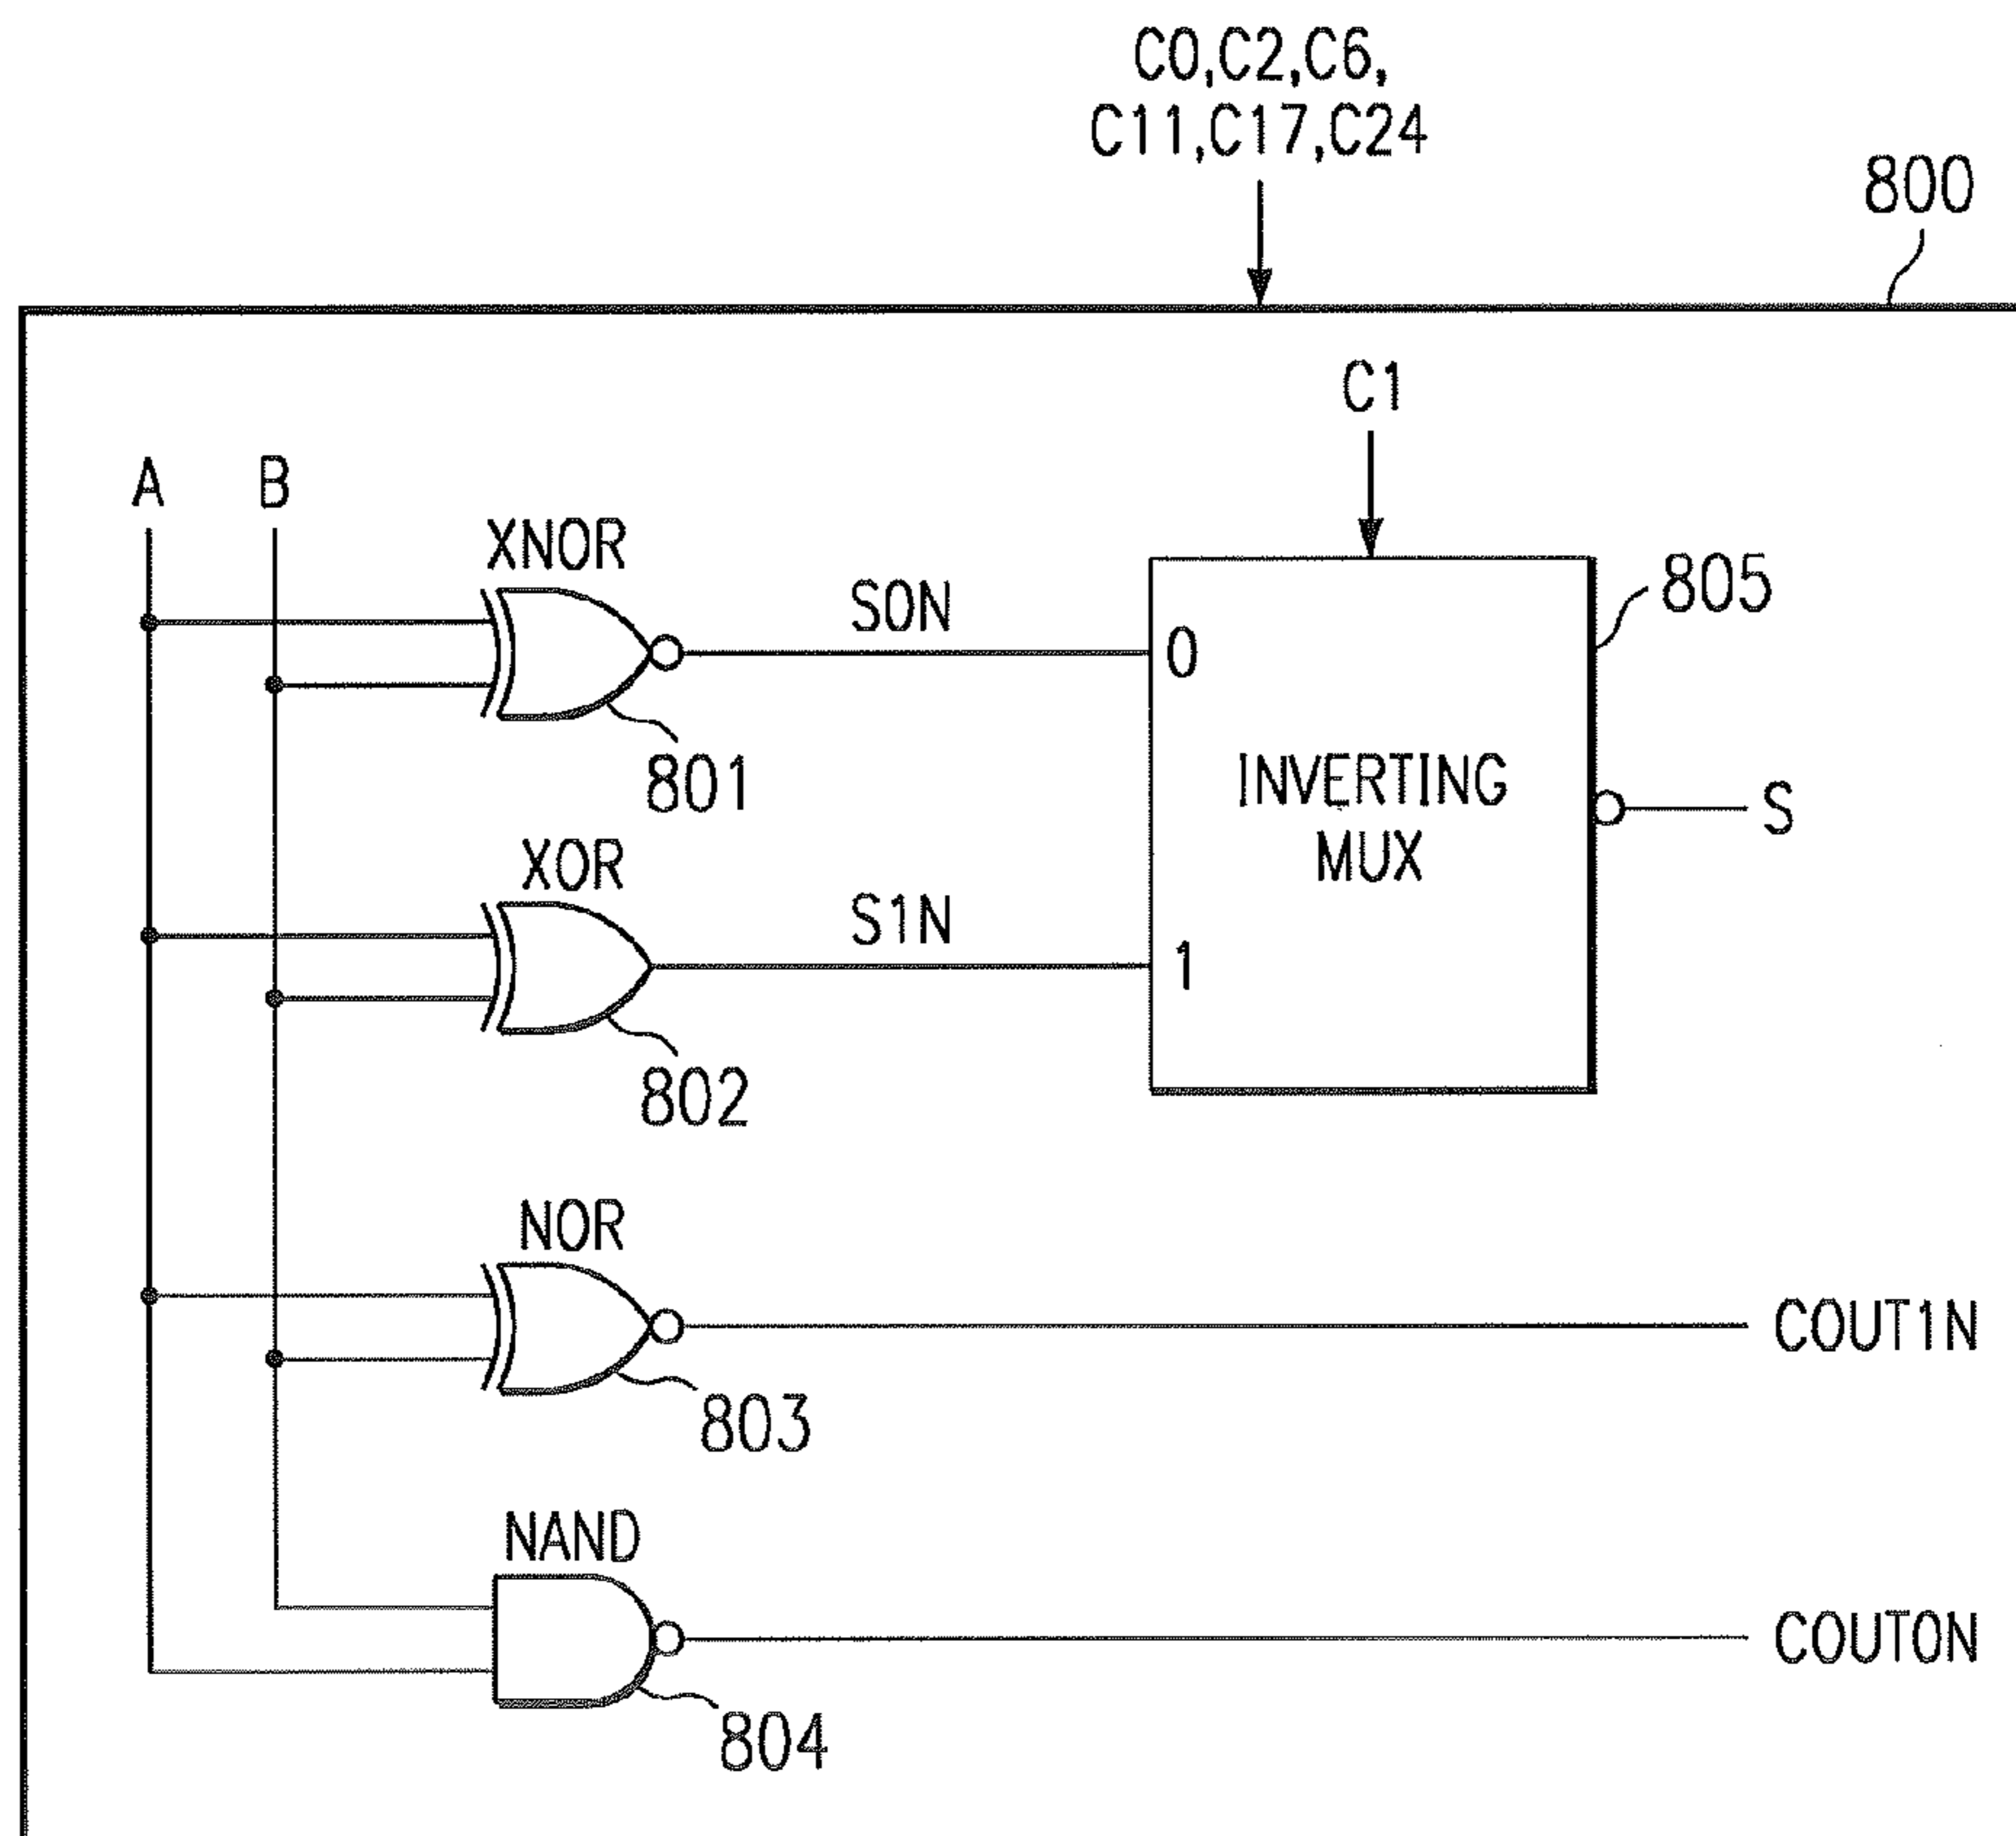 C0,C2,C6,
C11,C17,C24
800
C1
A
B
XNOR
S0N
805
0
801
INVERTING
MUX
S
XOR
S1N
1
802
NOR
COUT1N
803
NAND
COUT0N
804